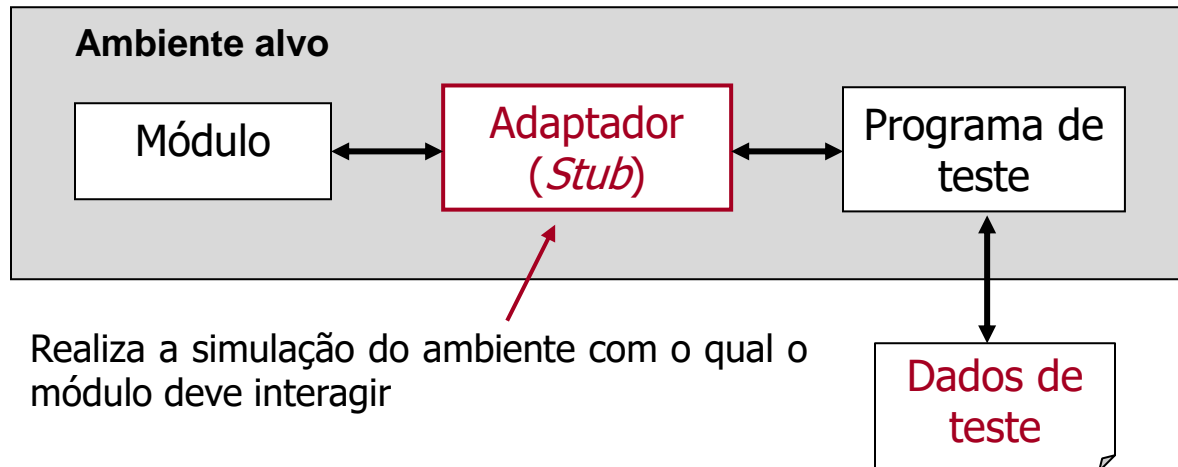 Ambiente alvo
Módulo
Adaptador
(Stub)
Programa de
teste
Realiza a simulação do ambiente com o qual o
módulo deve interagir
Dados de
teste